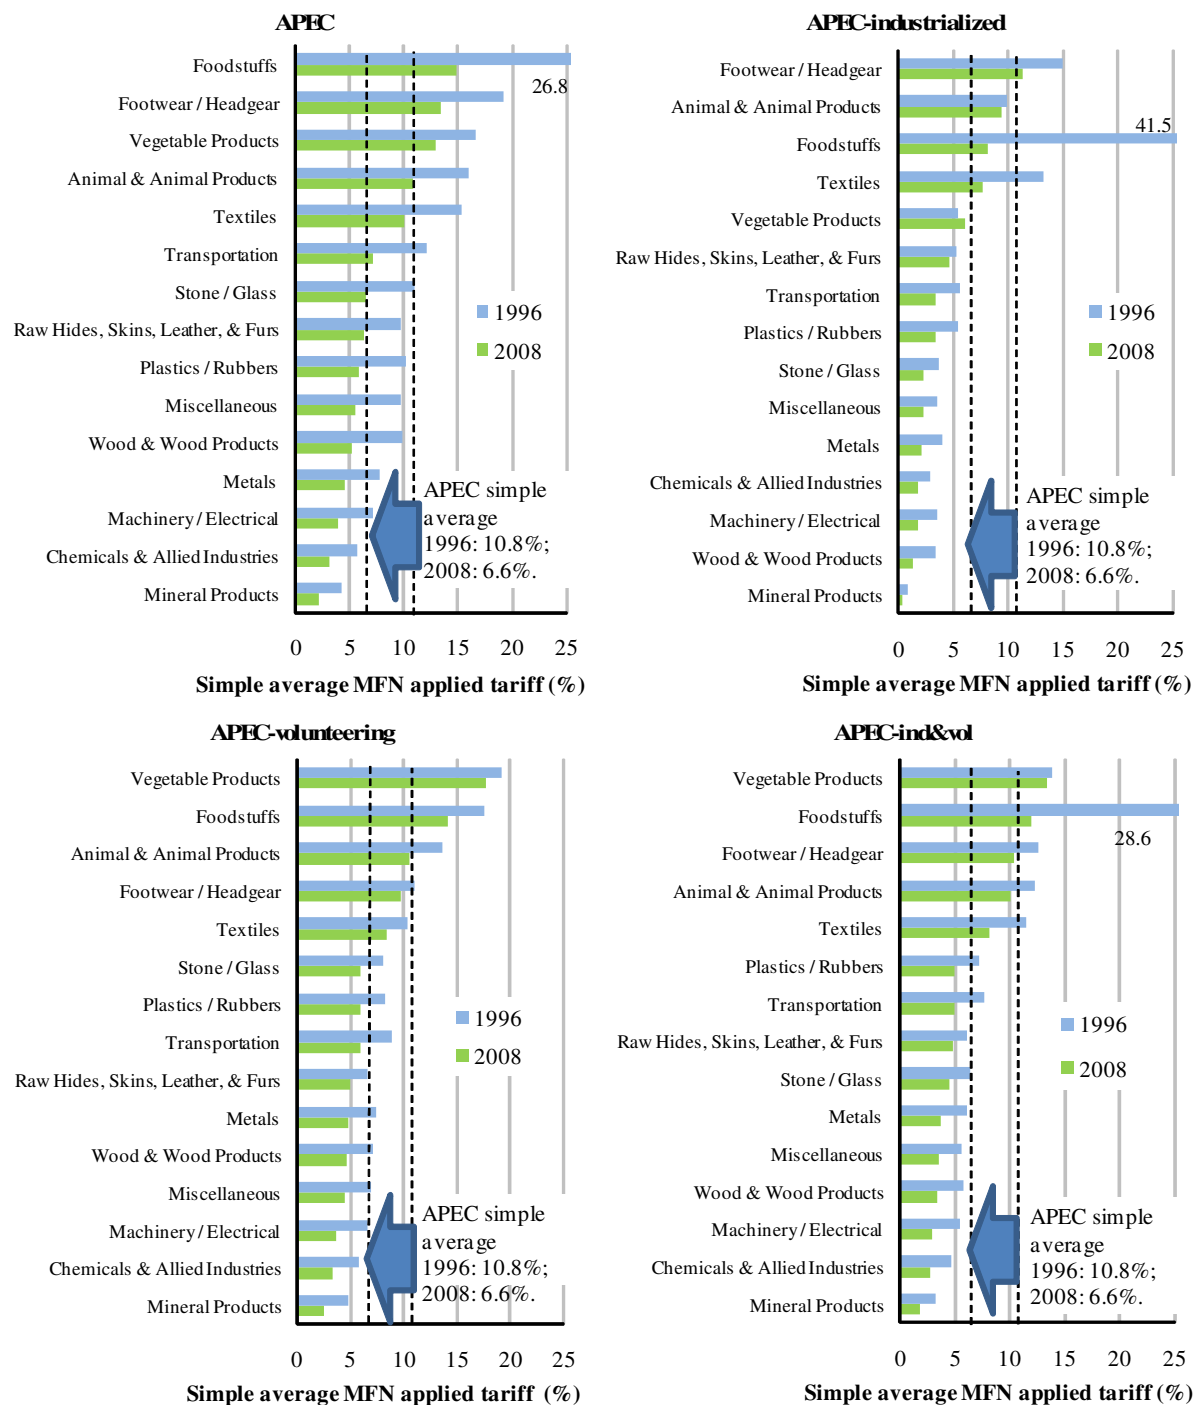 APEC
Foodstuffs
26.8
Footwear / Headgear
Vegetable Products
Animal & Animal Products
Textiles
Transportation
Stone / Glass
Raw Hides, Skins, Leather, & Furs
Plastics / Rubbers
Miscellaneous
Wood & Wood Products
Metals
Machinery / Electrical
Chemicals & Allied Industries
Mineral Products
1996
2008
APEC simple
average
1996: 10.8%;
2008: 6.6%.
0 5 10 15 20 25
Simple average MFN applied tariff (%)
APEC-industrialized
Footwear / Headgear
Animal & Animal Products
41.5
Foodstuffs
Textiles
Vegetable Products
Raw Hides, Skins, Leather, & Furs
Transportation
Plastics / Rubbers
Stone / Glass
Miscellaneous
Metals
Chemicals & Allied Industries
Machinery / Electrical
Wood & Wood Products
Mineral Products
1996
2008
APEC simple
average
1996: 10.8%;
2008: 6.6%.
0 5 10 15 20 25
Simple average MFN applied tariff (%)
APEC-volunteering
Vegetable Products
Foodstuffs
Animal & Animal Products
Footwear / Headgear
Textiles
Stone / Glass
Plastics / Rubbers
Transportation
Raw Hides, Skins, Leather, & Furs
Metals
Wood & Wood Products
Miscellaneous
Machinery / Electrical
Chemicals & Allied Industries
Mineral Products
1996
2008
APEC simple
average
1996: 10.8%;
2008: 6.6%.
0 5 10 15 20 25
Simple average MFN applied tariff (%)
APEC-ind&vol
Vegetable Products
Foodstuffs
28.6
Footwear / Headgear
Animal & Animal Products
Textiles
Plastics / Rubbers
Transportation
Raw Hides, Skins, Leather, & Furs
Stone / Glass
Metals
Miscellaneous
Wood & Wood Products
Machinery / Electrical
Chemicals & Allied Industries
Mineral Products
1996
2008
APEC simple
average
1996: 10.8%;
2008: 6.6%.
0 5 10 15 20 25
Simple average MFN applied tariff (%)